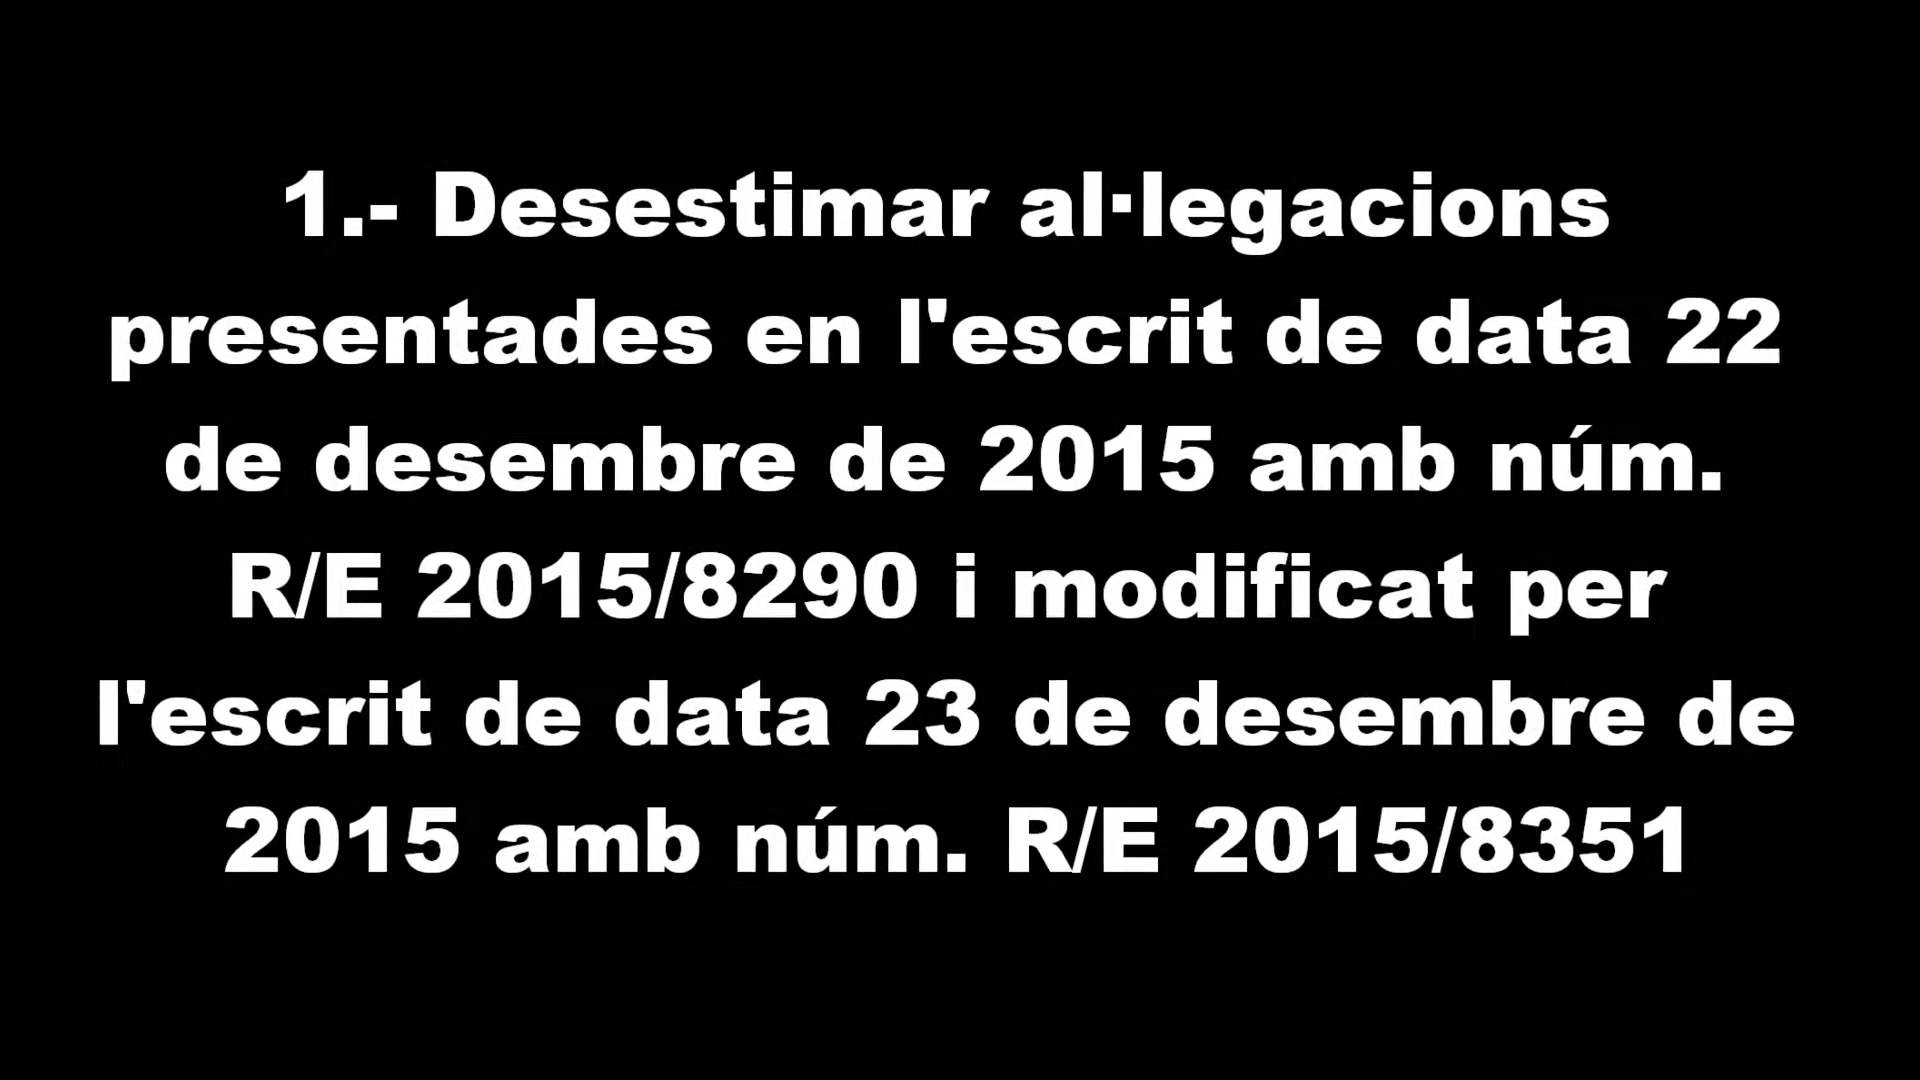 1.- Desestimar al·legacions
presentades en l'escrit de data 22
de desembre de 2015 amb núm.
R/E 2015/8290 i modificat per
l'escrit de data 23 de desembre de
2015 amb núm. R/E 2015/8351